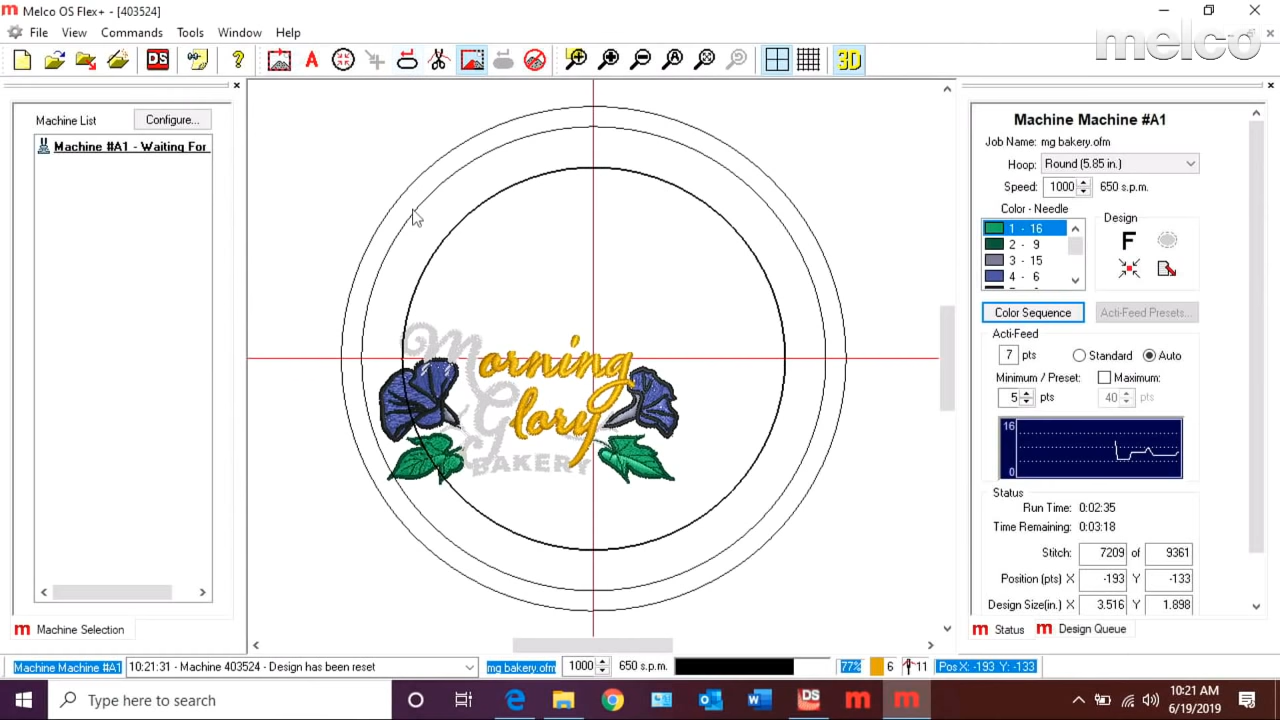 Melco OS Flex+ - [403524]
File View Commands Tools Window Help
melco
DS
A
3D
Machine List
Configure...
Machine #A1 - Waiting For
Machine Selection
Morning
Glory
BAKERY
Machine Machine #A1
Job Name: mg bakery.ofm
Hoop: Round (5.85 in.)
Speed: 1000 650 s.p.m.
Color - Needle
Design
1 - 16
2 - 9
3 - 15
4 - 6
F
Color Sequence
Acti-Feed Presets...
Acti-Feed
7 pts Standard Auto
Minimum / Preset: Maximum:
5 pts 40 pts
16
0
Status
Run Time: 0:02:35
Time Remaining: 0:03:18
Stitch: 7209 of 9361
Position (pts) X -193 Y -133
Design Size(in.) X 3.516 Y 1.898
Status Design Queue
Machine Machine #A1 10:21:31 - Machine 403524 - Design has been reset mg bakery.ofm 1000 650 s.p.m. 77% 6 11 Pos X: -193 Y: -133
Type here to search
DS
10:21 AM
6/19/2019